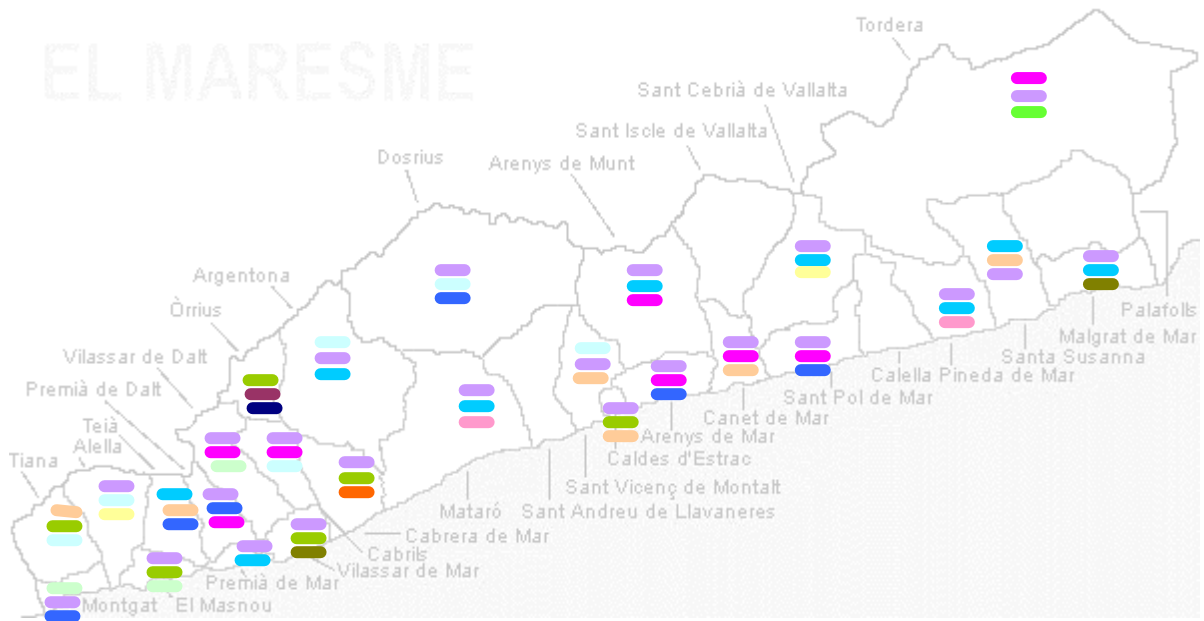 EL MARESME
Tordera
Sant Cebrià de Vallalta
Sant Iscle de Vallalta
Dosrius
Arenys de Munt
Argentona
Òrrius
Vilassar de Dalt
Premià de Dalt
Teià
Alella
Tiana
Palafolls
Malgrat de Mar
Santa Susanna
Calella Pineda de Mar
Sant Pol de Mar
Canet de Mar
Arenys de Mar
Caldes d'Estrac
Sant Vicenç de Montalt
Mataró Sant Andreu de Llavaneres
Cabrera de Mar
Cabrils
Vilassar de Mar
Premià de Mar
Montgat El Masnou